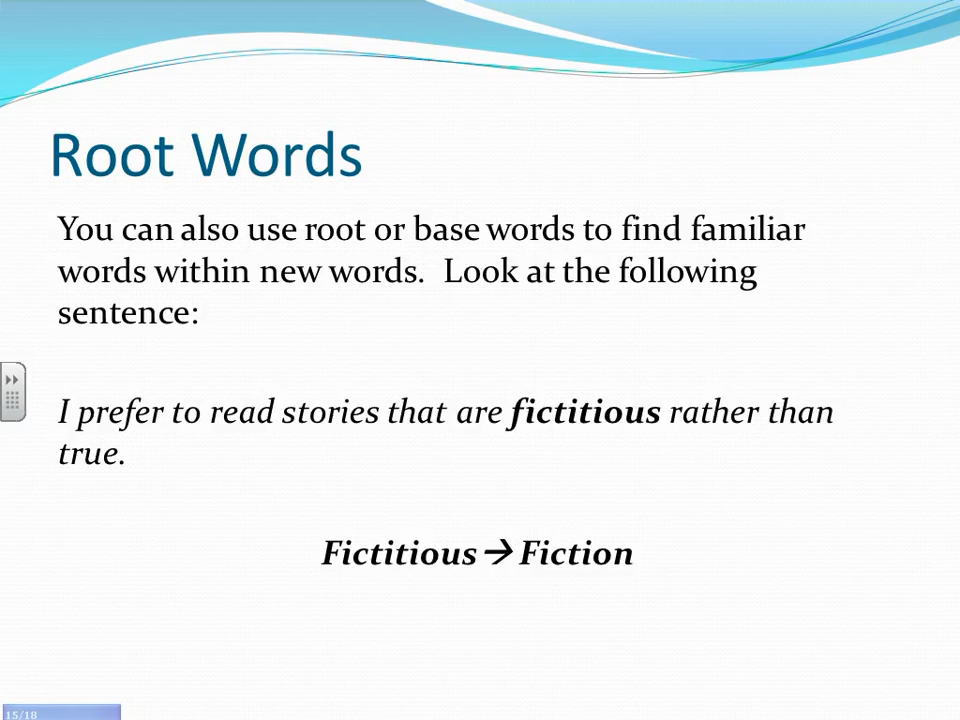 Root Words
You can also use root or base words to find familiar
words within new words.  Look at the following
sentence:
I prefer to read stories that are fictitious rather than
true.
Fictitious → Fiction
15/18